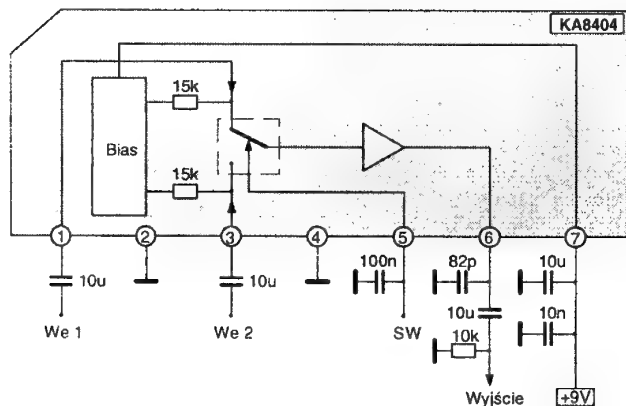 KA8404
15k
Bias
15k
1 2 3 4 5 6 7
10u 10u 100n 82p 10u
10u 10n
10k
We 1 We 2 SW
Wyjście +9V